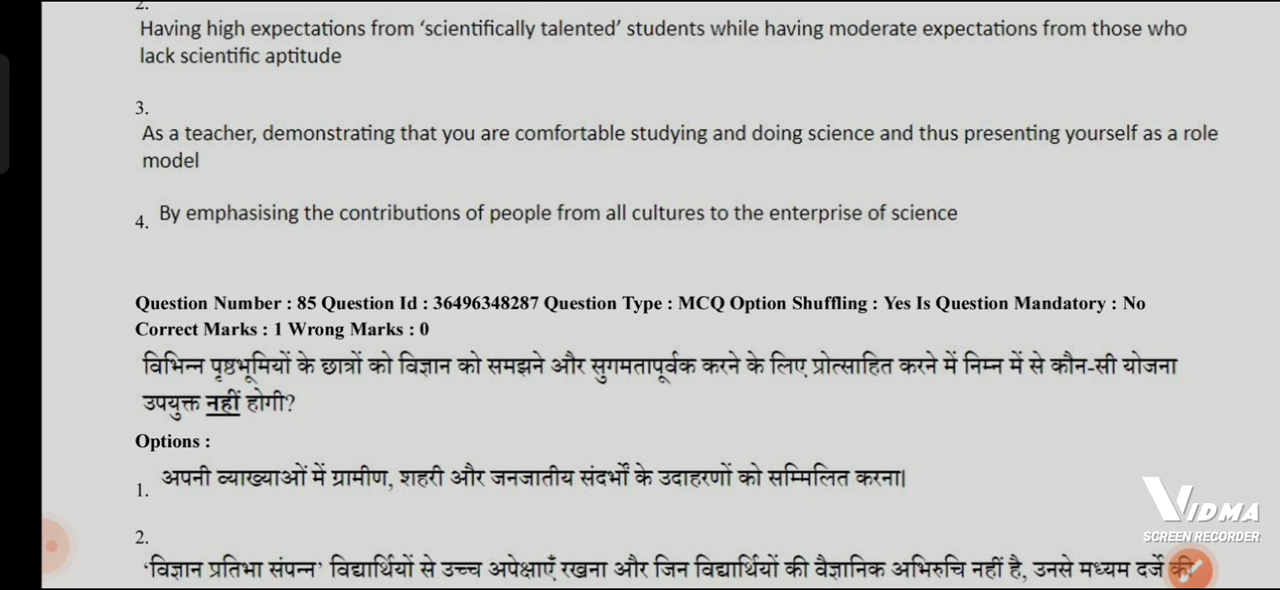 2.
Having high expectations from ‘scientifically talented’ students while having moderate expectations from those who
lack scientific aptitude
3.
As a teacher, demonstrating that you are comfortable studying and doing science and thus presenting yourself as a role
model
4. By emphasising the contributions of people from all cultures to the enterprise of science
Question Number : 85 Question Id : 36496348287 Question Type : MCQ Option Shuffling : Yes Is Question Mandatory : No
Correct Marks : 1 Wrong Marks : 0
विभिन्न पृष्ठभूमियों के छात्रों को विज्ञान को समझने और सुगमतापूर्वक करने के लिए प्रोत्साहित करने में निम्न में से कौन-सी योजना
उपयुक्त नहीं होगी?
Options :
1. अपनी व्याख्याओं में ग्रामीण, शहरी और जनजातीय संदर्भों के उदाहरणों को सम्मिलित करना।
2.
‘विज्ञान प्रतिभा संपन्न’ विद्यार्थियों से उच्च अपेक्षाएँ रखना और जिन विद्यार्थियों की वैज्ञानिक अभिरुचि नहीं है, उनसे मध्यम दर्जे की
VIDMA
SCREEN RECORDER